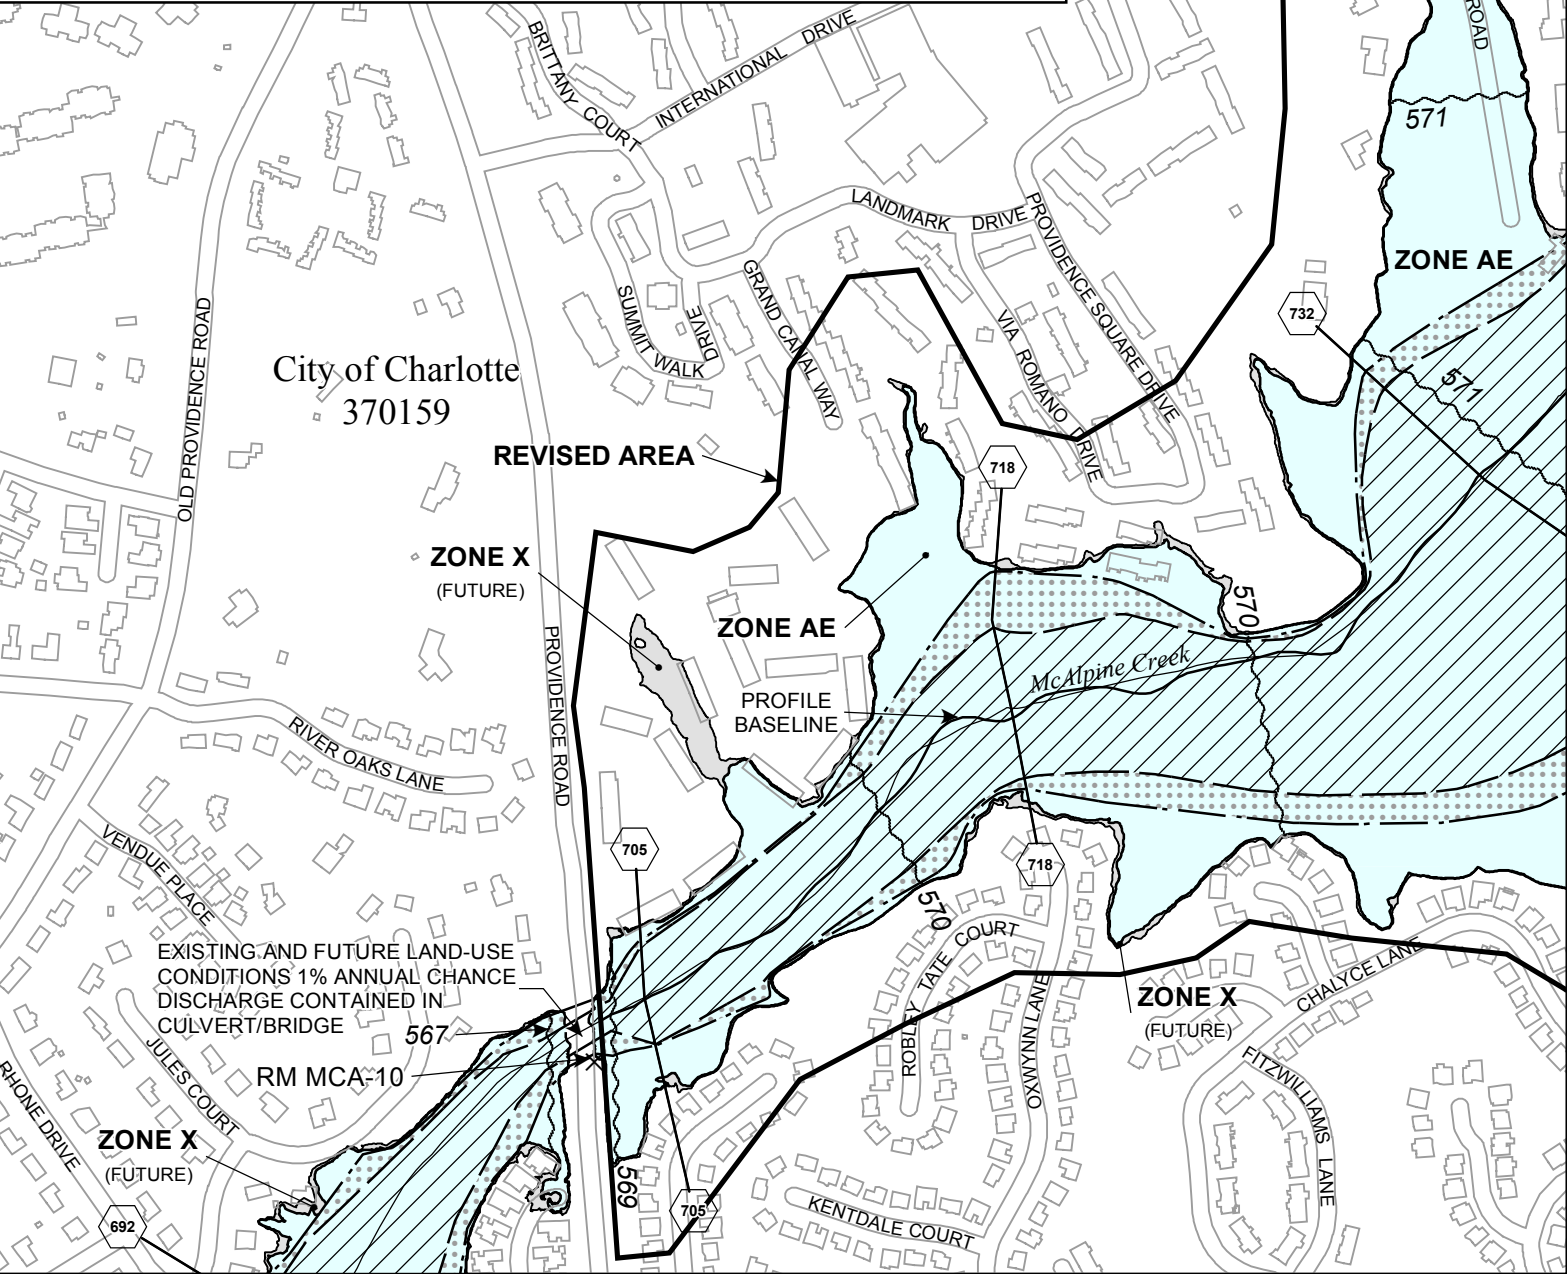 BRITTANY COURT
INTERNATIONAL DRIVE
ROAD
571
LANDMARK DRIVE
PROVIDENCE SQUARE DRIVE
ZONE AE
GRAND CANAL WAY
SUMMIT WALK
DRIVE
VIA ROMANO DRIVE
732
OLD PROVIDENCE ROAD
City of Charlotte
370159
571
REVISED AREA
718
ZONE X
(FUTURE)
570
ZONE AE
McAlpine Creek
PROVIDENCE ROAD
PROFILE
BASELINE
RIVER OAKS LANE
VENDUE PLACE
705
718
570
ROBLEY TATE COURT
EXISTING AND FUTURE LAND-USE
CONDITIONS 1% ANNUAL CHANCE
DISCHARGE CONTAINED IN
CULVERT/BRIDGE
567
CHALYCE LANE
ZONE X
(FUTURE)
OXWYNN LANE
JULES COURT
RM MCA-10
RHONE DRIVE
FITZWILLIAMS LANE
ZONE X
(FUTURE)
569
705
KENTDALE COURT
692